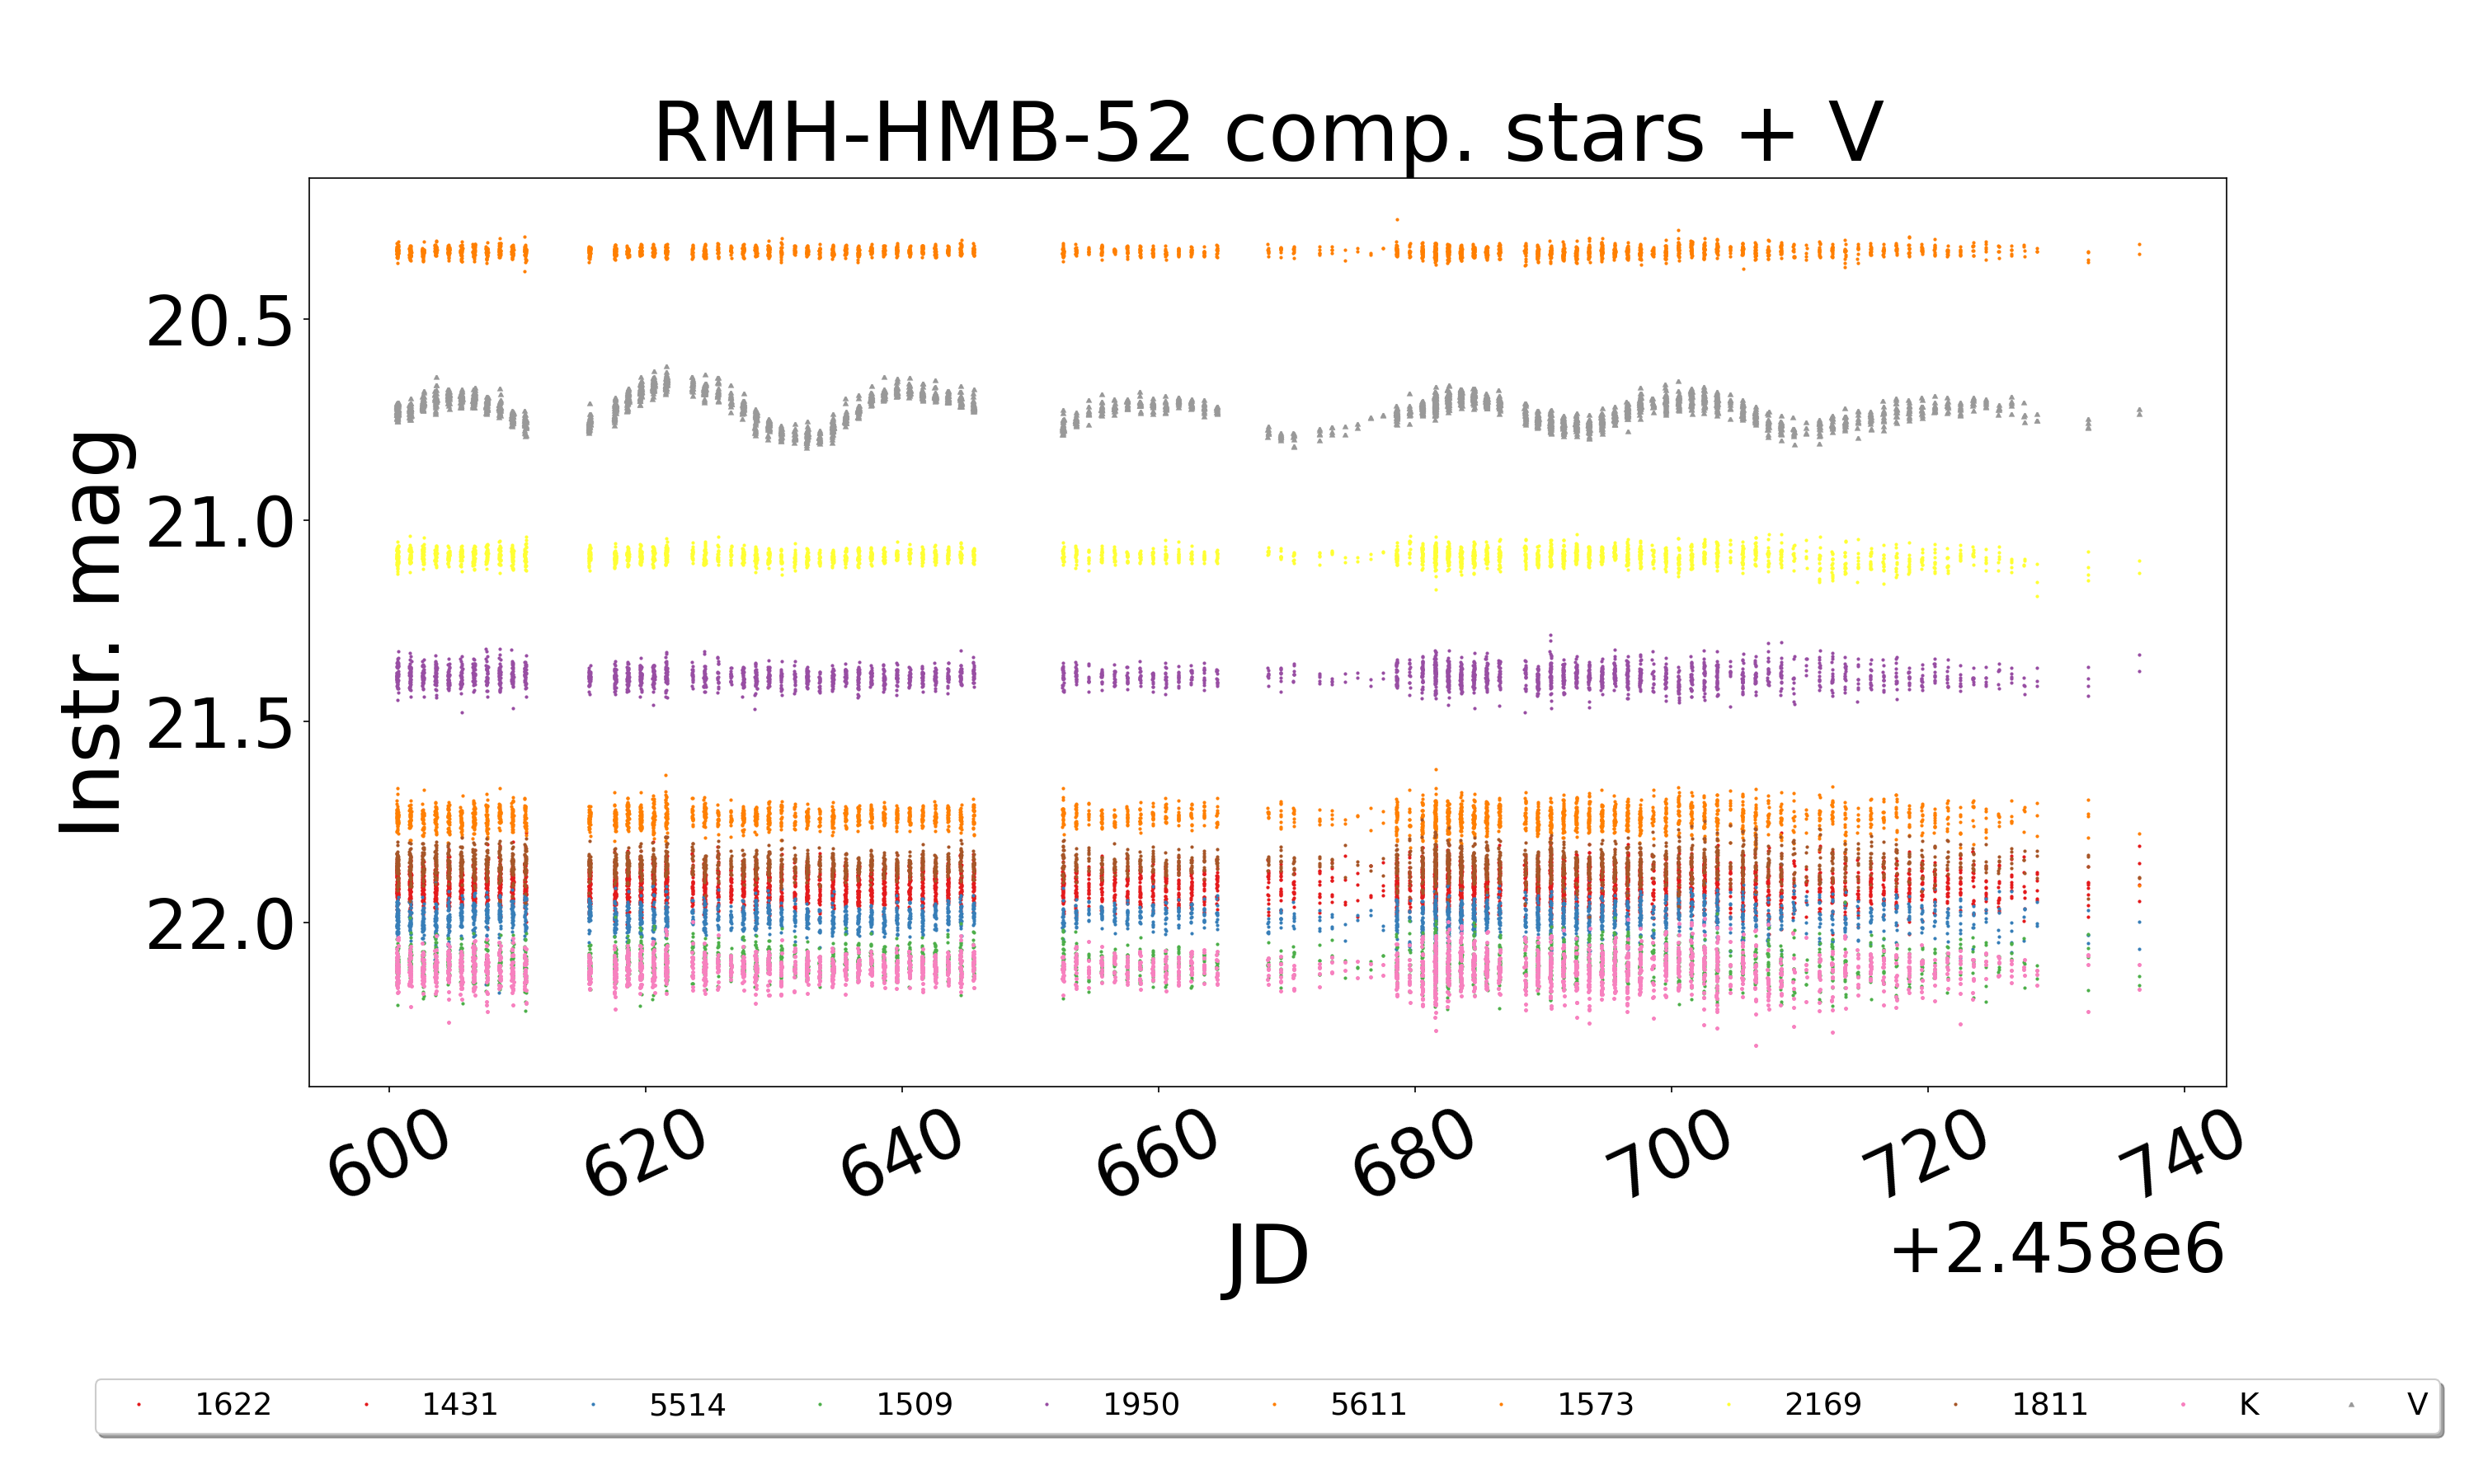 RMH-HMB-52 comp. stars + V
Instr. mag
20.5
21.0
21.5
22.0
600 620 640 660 680 700 720 740
JD
+2.458e6
1622 1431 5514 1509 1950 5611 1573 2169 1811 K V